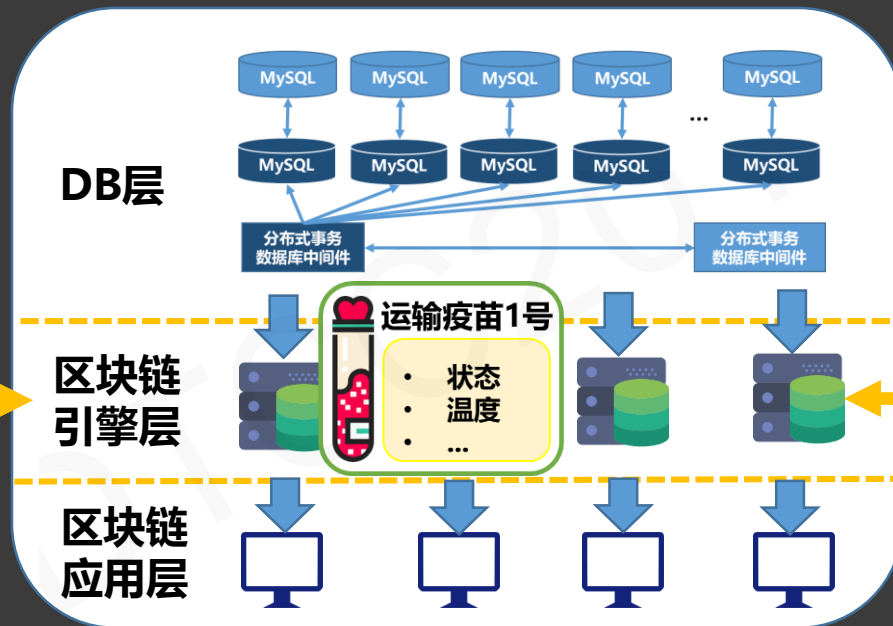 MySQL
MySQL
MySQL
MySQL
MySQL
...
MySQL
MySQL
MySQL
MySQL
MySQL
DB层
分布式事务
数据库中间件
分布式事务
数据库中间件
运输疫苗1号
• 状态
• 温度
• ...
区块链
引擎层
区块链
应用层